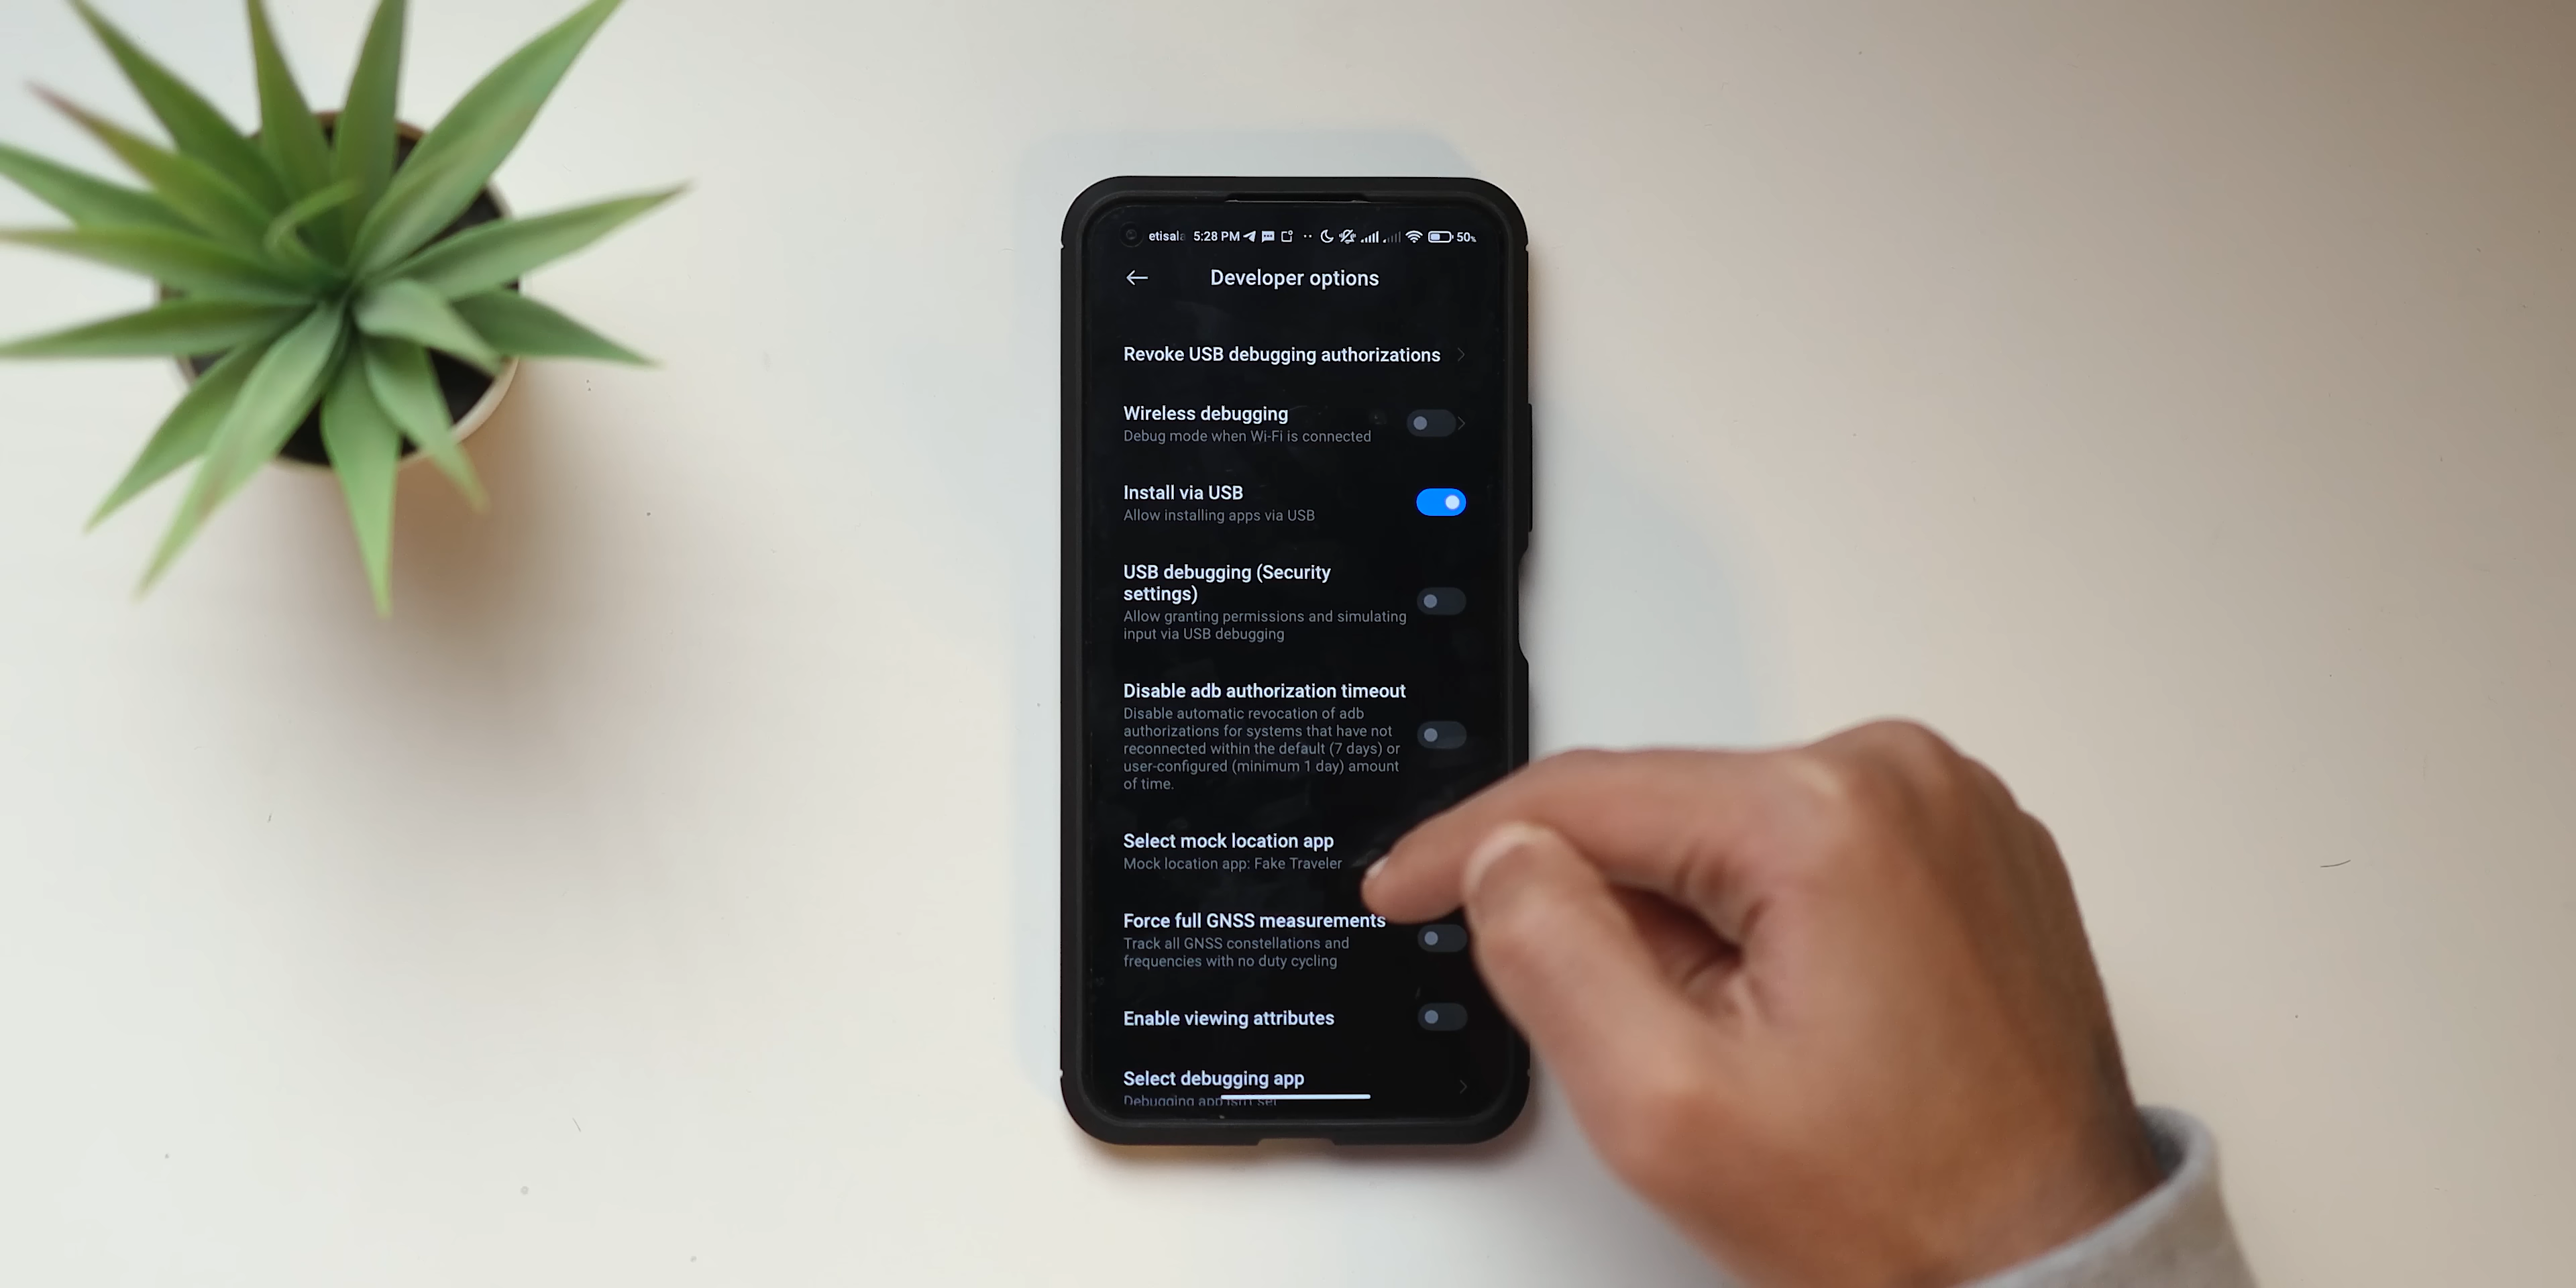 etisala 5:28 PM 50%
Developer options
Revoke USB debugging authorizations
Wireless debugging
Debug mode when Wi-Fi is connected
Install via USB
Allow installing apps via USB
USB debugging (Security
settings)
Allow granting permissions and simulating
input via USB debugging
Disable adb authorization timeout
Disable automatic revocation of adb
authorizations for systems that have not
reconnected within the default (7 days) or
user-configured (minimum 1 day) amount
of time.
Select mock location app
Mock location app: Fake Traveler
Force full GNSS measurements
Track all GNSS constellations and
frequencies with no duty cycling
Enable viewing attributes
Select debugging app
Debugging app isn't set